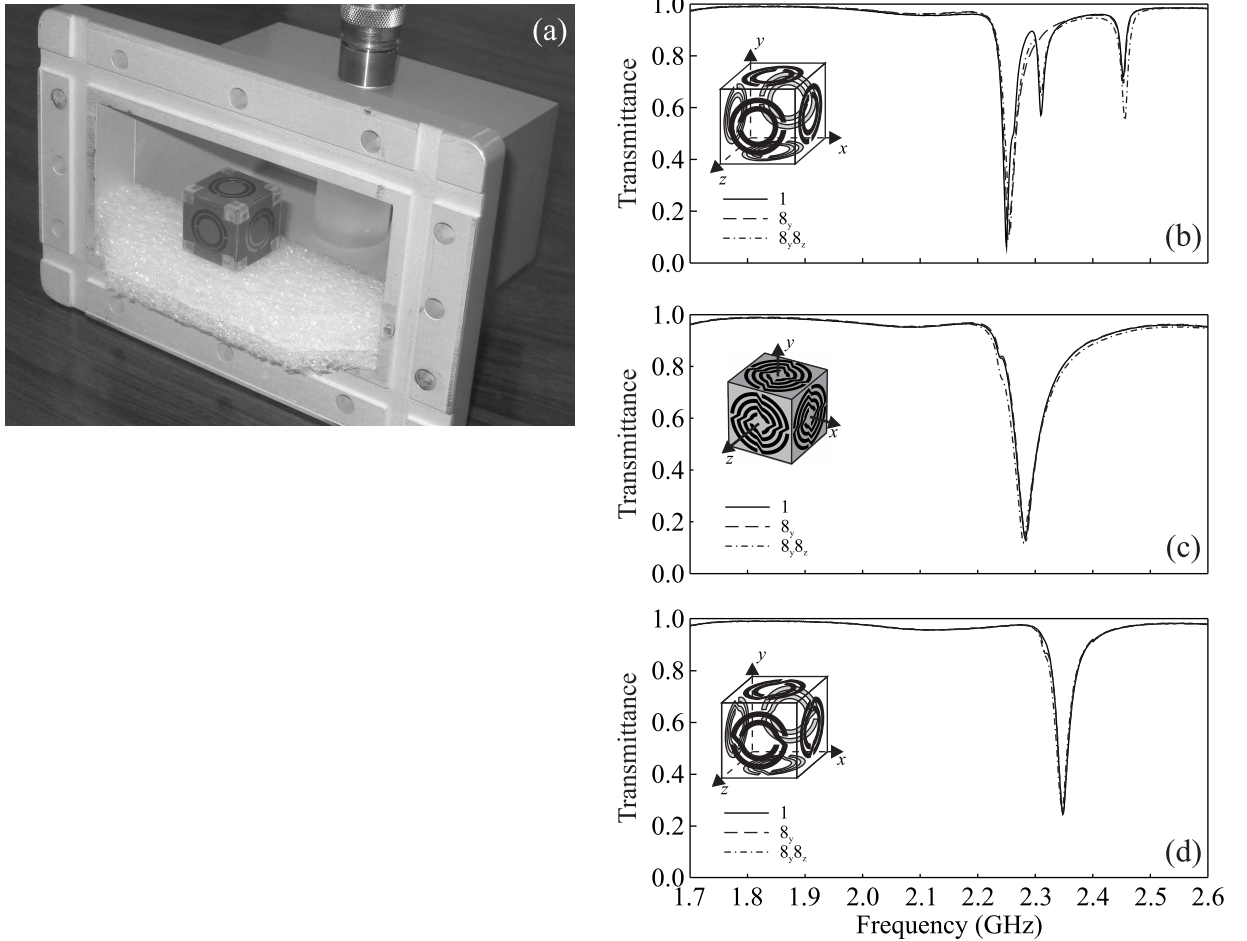 (a)
1.0
0.8
0.6
0.4
0.2
0.0
Transmittance
y
x
z
1
8y
8y8z
(b)
1.0
0.8
0.6
0.4
0.2
0.0
Transmittance
y
x
z
1
8y
8y8z
(c)
1.0
0.8
0.6
0.4
0.2
0.0
Transmittance
y
x
z
1
8y
8y8z
(d)
1.7 1.8 1.9 2.0 2.1 2.2 2.3 2.4 2.5 2.6
Frequency (GHz)